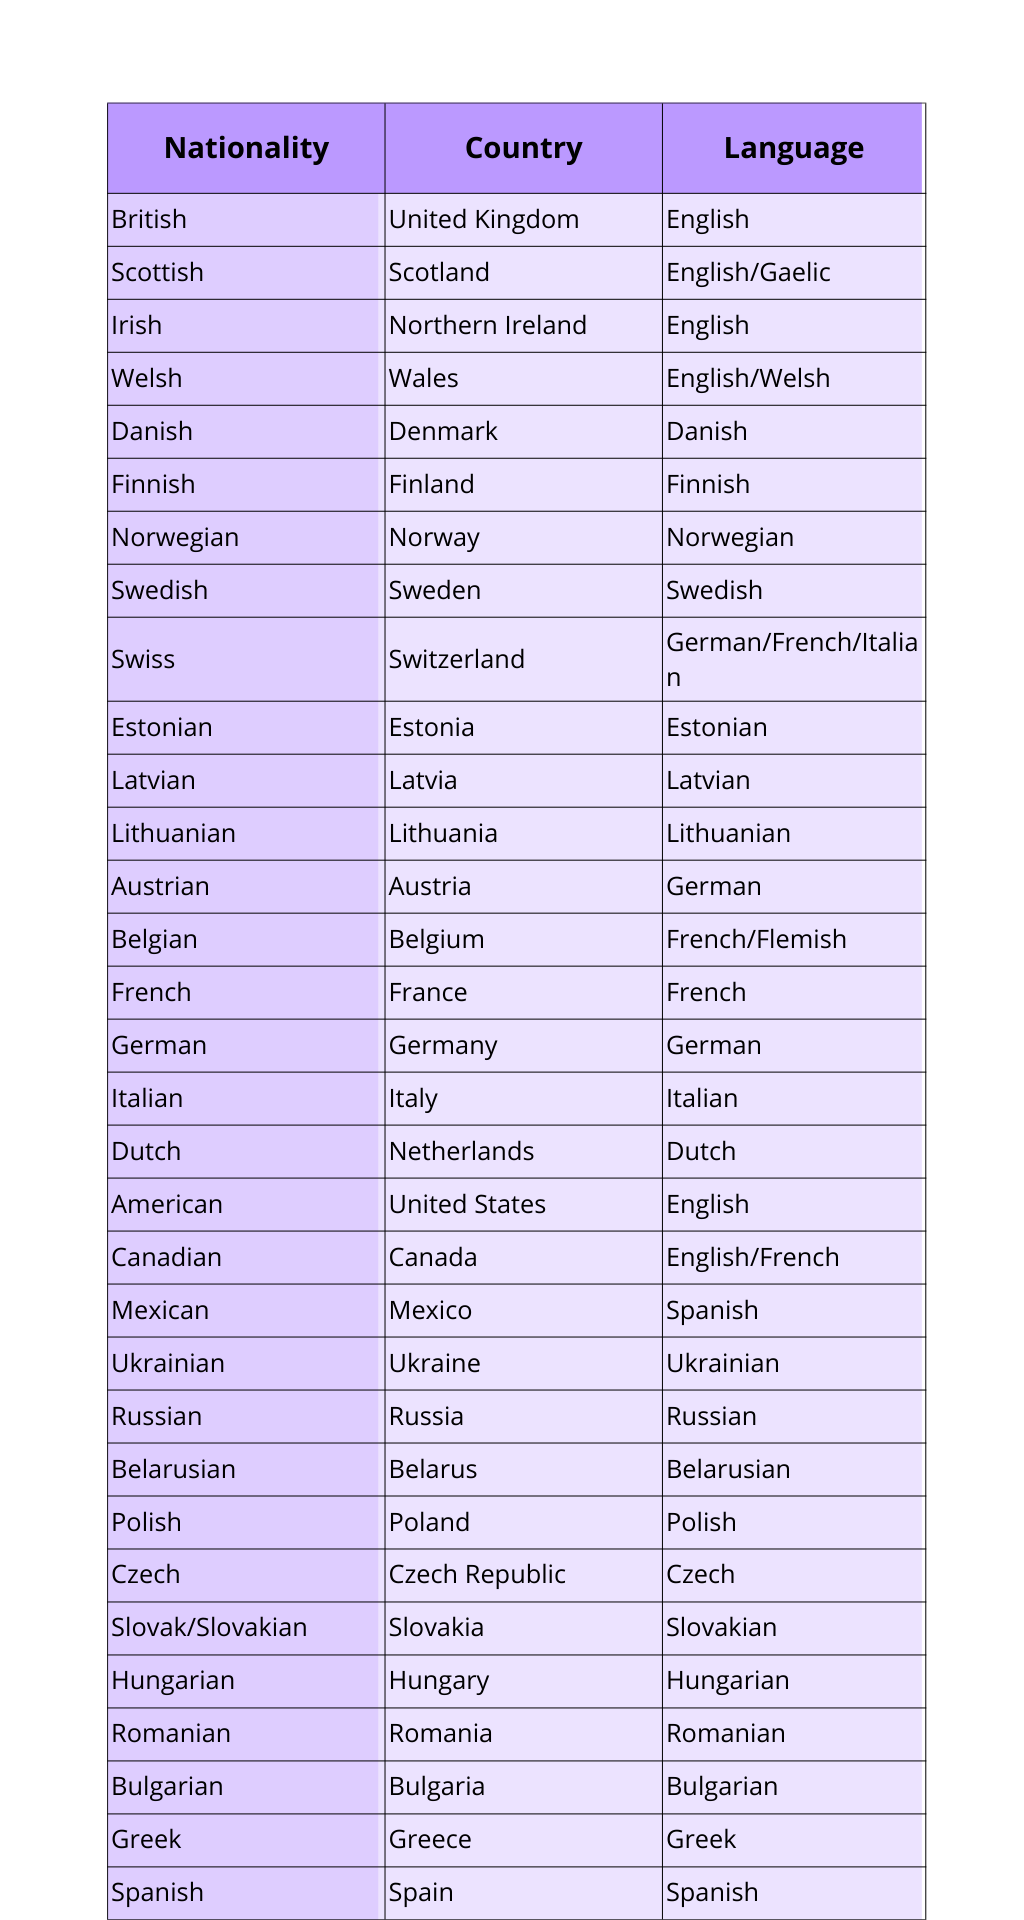 Nationality Country Language
British United Kingdom English
Scottish Scotland English/Gaelic
Irish Northern Ireland English
Welsh Wales English/Welsh
Danish Denmark Danish
Finnish Finland Finnish
Norwegian Norway Norwegian
Swedish Sweden Swedish
Swiss Switzerland German/French/Italia
n
Estonian Estonia Estonian
Latvian Latvia Latvian
Lithuanian Lithuania Lithuanian
Austrian Austria German
Belgian Belgium French/Flemish
French France French
German Germany German
Italian Italy Italian
Dutch Netherlands Dutch
American United States English
Canadian Canada English/French
Mexican Mexico Spanish
Ukrainian Ukraine Ukrainian
Russian Russia Russian
Belarusian Belarus Belarusian
Polish Poland Polish
Czech Czech Republic Czech
Slovak/Slovakian Slovakia Slovakian
Hungarian Hungary Hungarian
Romanian Romania Romanian
Bulgarian Bulgaria Bulgarian
Greek Greece Greek
Spanish Spain Spanish